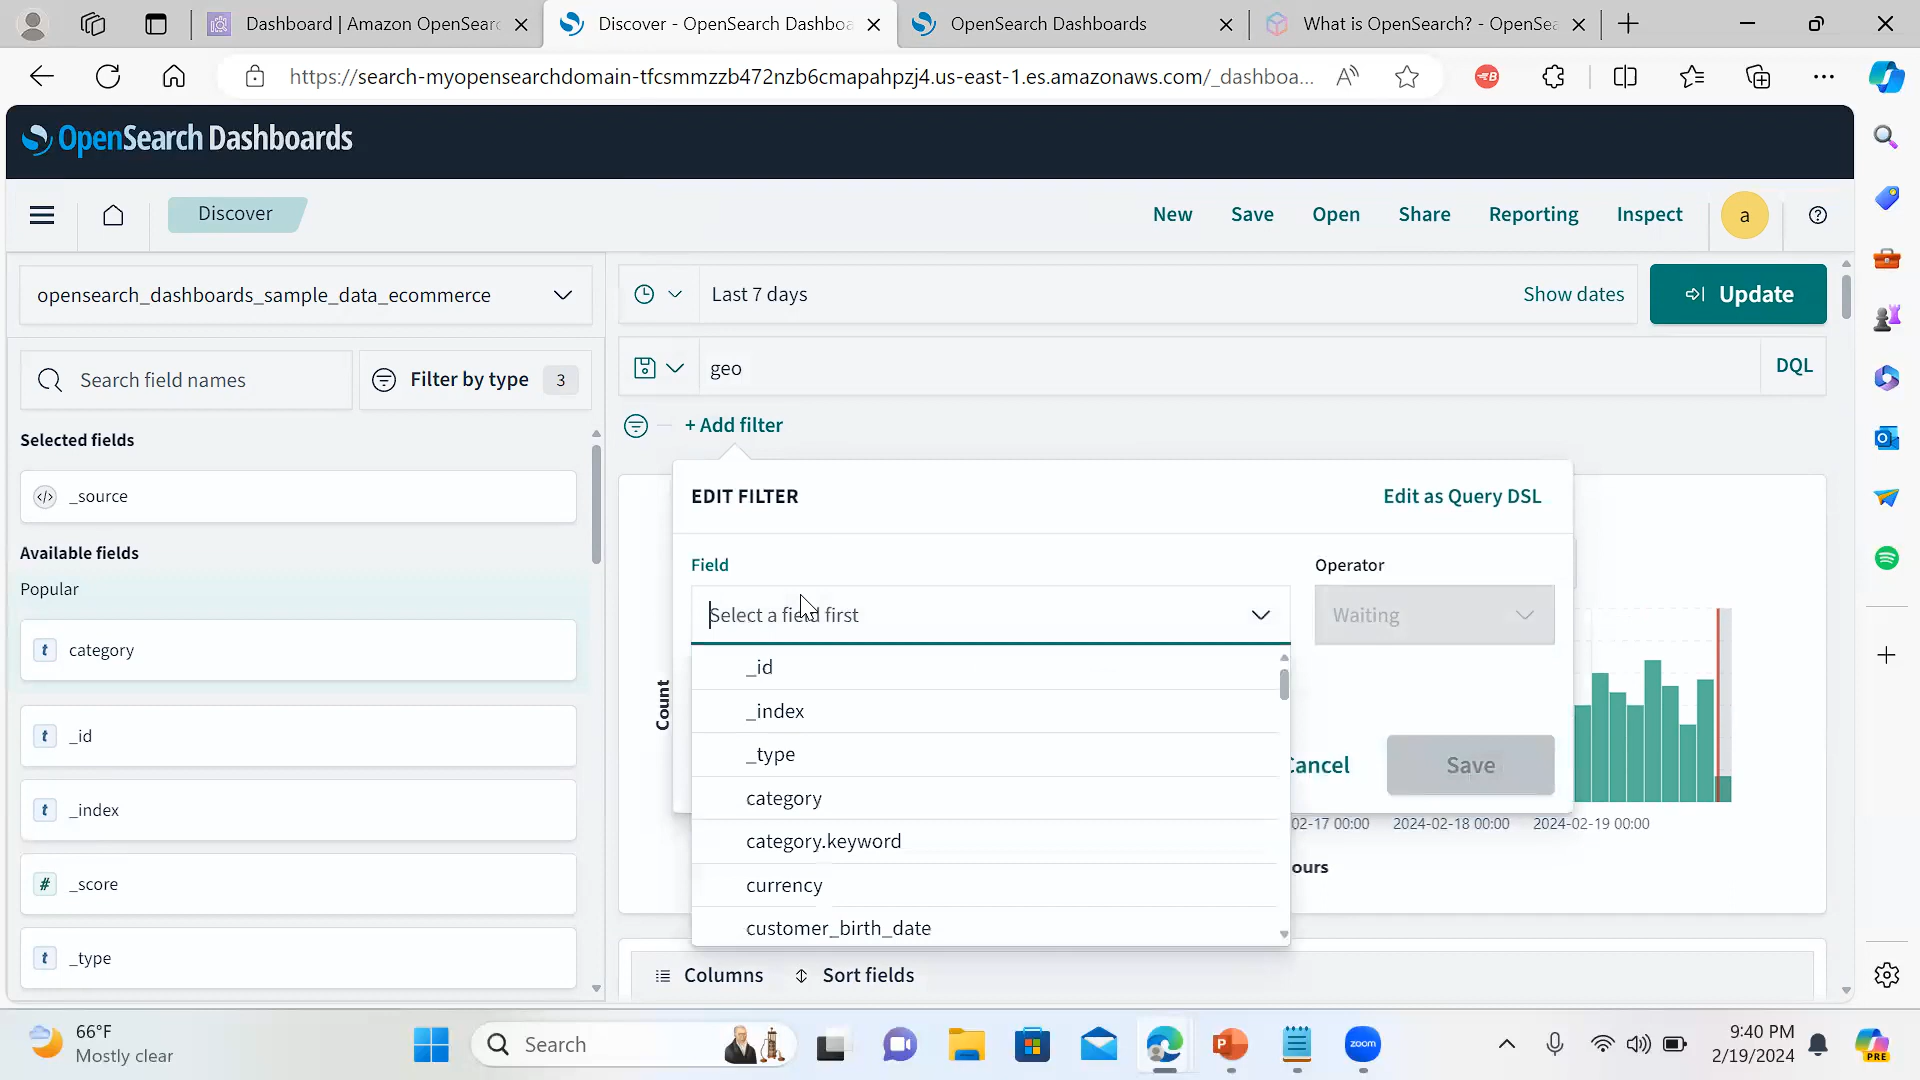 Dashboard | Amazon OpenSearc
Discover - OpenSearch Dashboa
OpenSearch Dashboards
What is OpenSearch? - OpenSea
https://search-myopensearchdomain-tfcsmmzzb472nzb6cmapahpzj4.us-east-1.es.amazonaws.com/_dashboa...
OpenSearch Dashboards
Discover
New
Save
Open
Share
Reporting
Inspect
a
opensearch_dashboards_sample_data_ecommerce
Last 7 days
Show dates
Update
Search field names
Filter by type 3
geo
DQL
+ Add filter
Selected fields
_source
Available fields
Popular
t category
t _id
t _index
# _score
t _type
EDIT FILTER
Edit as Query DSL
Field
Operator
Select a field first
Waiting
_id
_index
_type
category
category.keyword
currency
customer_birth_date
Cancel
Save
Count
02-17 00:00
2024-02-18 00:00
2024-02-19 00:00
ours
Columns
Sort fields
66°F
Mostly clear
Search
zoom
9:40 PM
2/19/2024
PRE